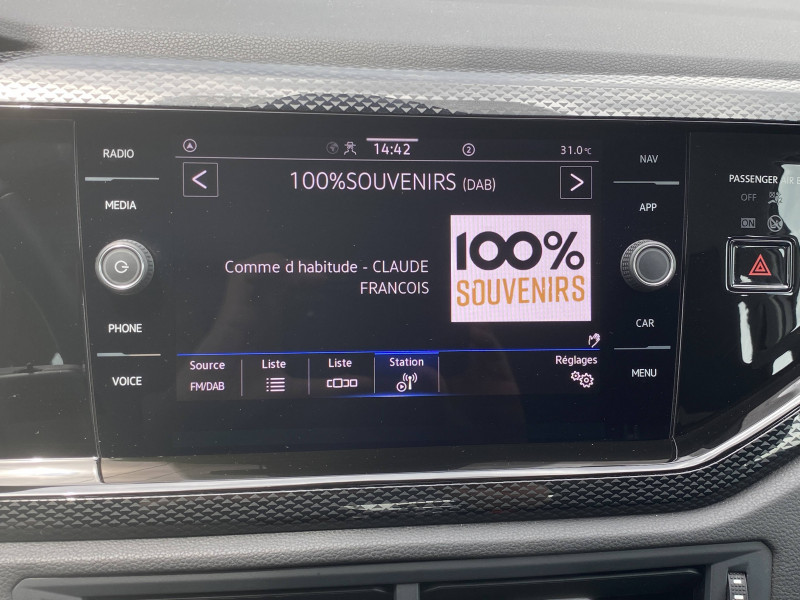 RADIO
MEDIA
PHONE
VOICE
14:42
2
31.0 °C
100%SOUVENIRS (DAB)
Comme d habitude - CLAUDE
FRANCOIS
100%
SOUVENIRS
Source
FM/DAB
Liste
Liste
Station
Réglages
NAV
APP
CAR
MENU
PASSENGER AIR B
OFF
ON